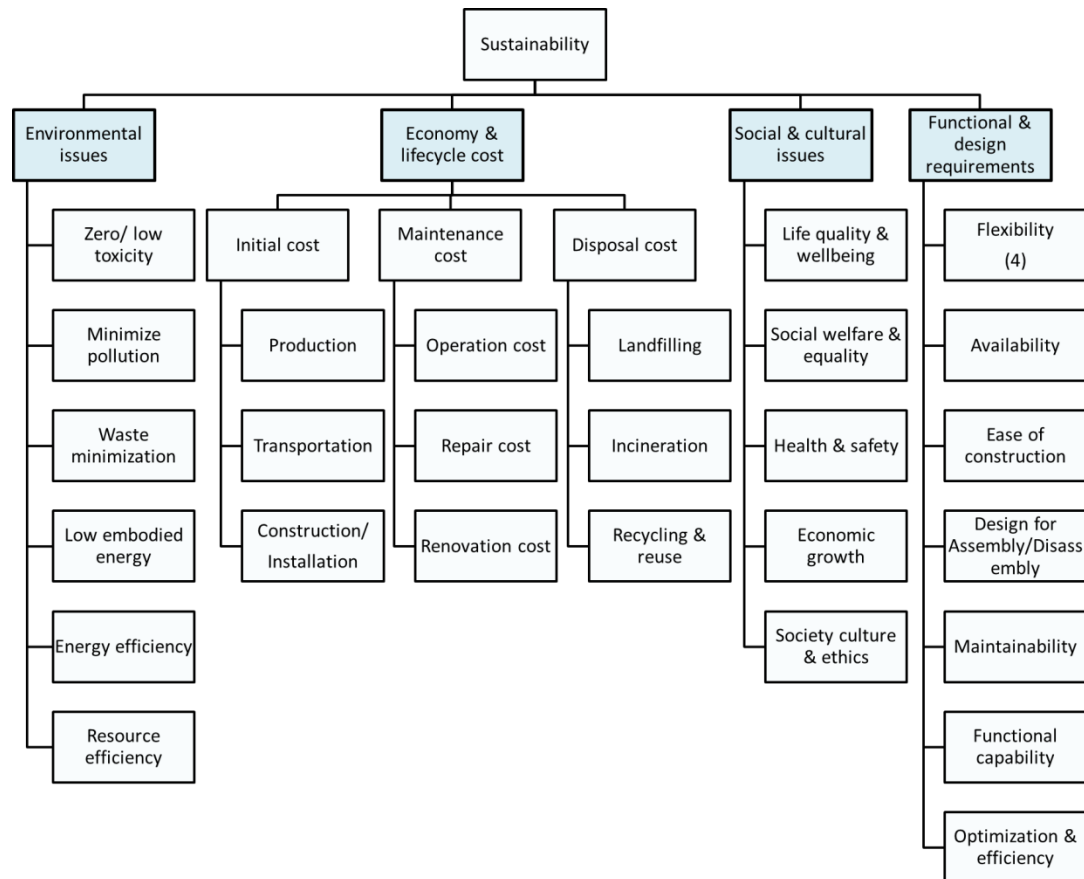 Sustainability
Environmental
issues
Economy &
lifecycle cost
Social & cultural
issues
Functional &
design
requirements
Zero/ low
toxicity
Initial cost
Maintenance
cost
Disposal cost
Life quality &
wellbeing
Flexibility
(4)
Minimize
pollution
Production
Operation cost
Landfilling
Social welfare &
equality
Availability
Waste
minimization
Transportation
Repair cost
Incineration
Health & safety
Ease of
construction
Low embodied
energy
Construction/
Installation
Renovation cost
Recycling &
reuse
Economic
growth
Design for
Assembly/Disass
embly
Energy efficiency
Society culture
& ethics
Maintainability
Resource
efficiency
Functional
capability
Optimization &
efficiency